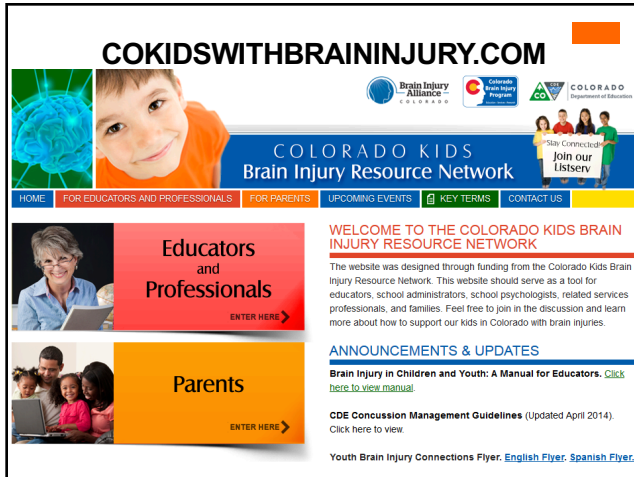 COKIDSWITHBRAININJURY.COM
Brain Injury
Alliance
COLORADO
Colorado
Brain Injury
Program
CDE
CO
COLORADO
Department of Education
Stay Connected!
Join our
Listserv
COLORADO KIDS
Brain Injury Resource Network
HOME FOR EDUCATORS AND PROFESSIONALS FOR PARENTS UPCOMING EVENTS KEY TERMS CONTACT US
Educators
and
Professionals
ENTER HERE
Parents
ENTER HERE
WELCOME TO THE COLORADO KIDS BRAIN
INJURY RESOURCE NETWORK
The website was designed through funding from the Colorado Kids Brain
Injury Resource Network. This website should serve as a tool for
educators, school administrators, school psychologists, related services
professionals, and families. Feel free to join in the discussion and learn
more about how to support our kids in Colorado with brain injuries.
ANNOUNCEMENTS & UPDATES
Brain Injury in Children and Youth: A Manual for Educators. Click
here to view manual.
CDE Concussion Management Guidelines (Updated April 2014).
Click here to view.
Youth Brain Injury Connections Flyer. English Flyer. Spanish Flyer.